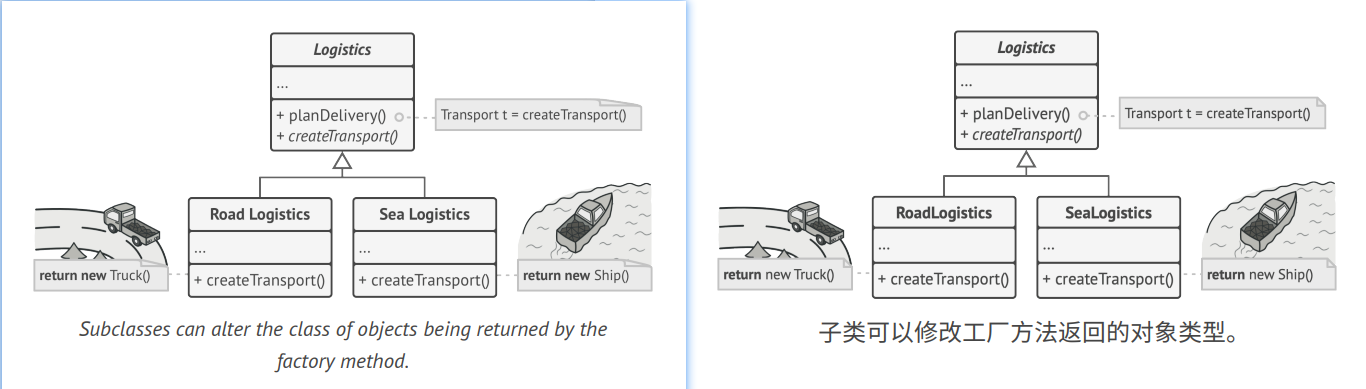 Logistics
...
+ planDelivery()
+ createTransport()
Transport t = createTransport()
Road Logistics
...
+ createTransport()
Sea Logistics
...
+ createTransport()
return new Truck()
return new Ship()
Subclasses can alter the class of objects being returned by the
factory method.
Logistics
...
+ planDelivery()
+ createTransport()
Transport t = createTransport()
RoadLogistics
...
+ createTransport()
SeaLogistics
...
+ createTransport()
return new Truck()
return new Ship()
子类可以修改工厂方法返回的对象类型。